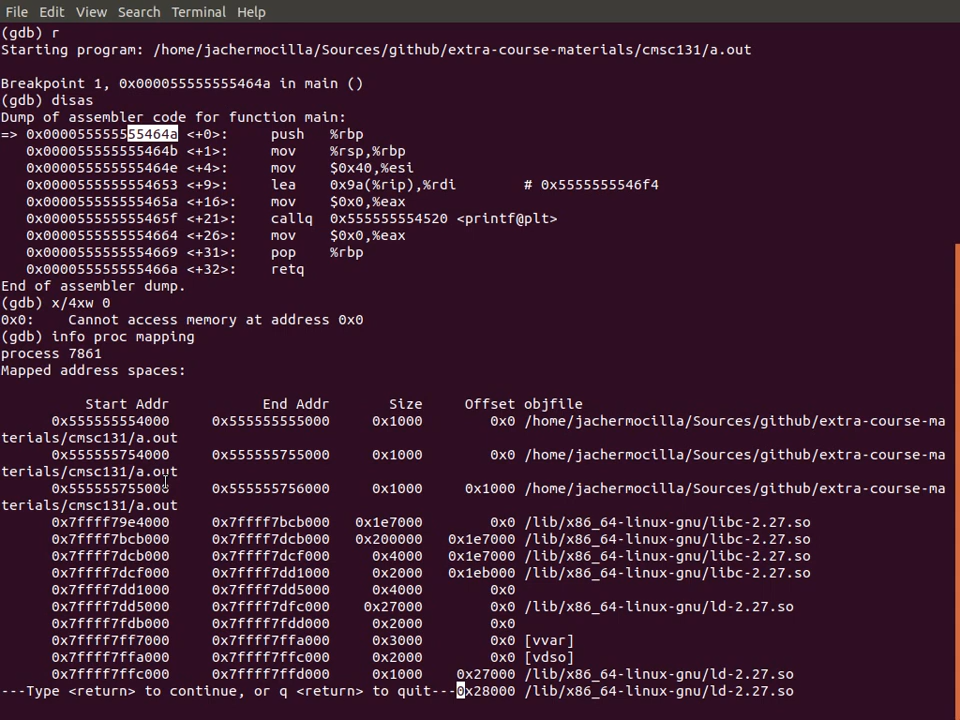 File Edit View Search Terminal Help
(gdb) r
Starting program: /home/jachermocilla/Sources/github/extra-course-materials/cmsc131/a.out
Breakpoint 1, 0x000055555555464a in main ()
(gdb) disas
Dump of assembler code for function main:
=> 0x000055555555464a <+0>: push %rbp
0x000055555555464b <+1>: mov %rsp,%rbp
0x000055555555464e <+4>: mov $0x40,%esi
0x0000555555554653 <+9>: lea 0x9a(%rip),%rdi # 0x5555555546f4
0x000055555555465a <+16>: mov $0x0,%eax
0x000055555555465f <+21>: callq 0x555555554520 <printf@plt>
0x0000555555554664 <+26>: mov $0x0,%eax
0x0000555555554669 <+31>: pop %rbp
0x000055555555466a <+32>: retq
End of assembler dump.
(gdb) x/4xw 0
0x0: Cannot access memory at address 0x0
(gdb) info proc mapping
process 7861
Mapped address spaces:
Start Addr End Addr Size Offset objfile
0x555555554000 0x555555555000 0x1000 0x0 /home/jachermocilla/Sources/github/extra-course-ma
terials/cmsc131/a.out
0x555555754000 0x555555755000 0x1000 0x0 /home/jachermocilla/Sources/github/extra-course-ma
terials/cmsc131/a.out
0x555555755000 0x555555756000 0x1000 0x1000 /home/jachermocilla/Sources/github/extra-course-ma
terials/cmsc131/a.out
0x7ffff79e4000 0x7ffff7bcb000 0x1e7000 0x0 /lib/x86_64-linux-gnu/libc-2.27.so
0x7ffff7bcb000 0x7ffff7dcb000 0x200000 0x1e7000 /lib/x86_64-linux-gnu/libc-2.27.so
0x7ffff7dcb000 0x7ffff7dcf000 0x4000 0x1e7000 /lib/x86_64-linux-gnu/libc-2.27.so
0x7ffff7dcf000 0x7ffff7dd1000 0x2000 0x1eb000 /lib/x86_64-linux-gnu/libc-2.27.so
0x7ffff7dd1000 0x7ffff7dd5000 0x4000 0x0
0x7ffff7dd5000 0x7ffff7dfc000 0x27000 0x0 /lib/x86_64-linux-gnu/ld-2.27.so
0x7ffff7fdb000 0x7ffff7fdd000 0x2000 0x0
0x7ffff7ff7000 0x7ffff7ffa000 0x3000 0x0 [vvar]
0x7ffff7ffa000 0x7ffff7ffc000 0x2000 0x0 [vdso]
0x7ffff7ffc000 0x7ffff7ffd000 0x1000 0x27000 /lib/x86_64-linux-gnu/ld-2.27.so
---Type <return> to continue, or q <return> to quit---0x28000 /lib/x86_64-linux-gnu/ld-2.27.so